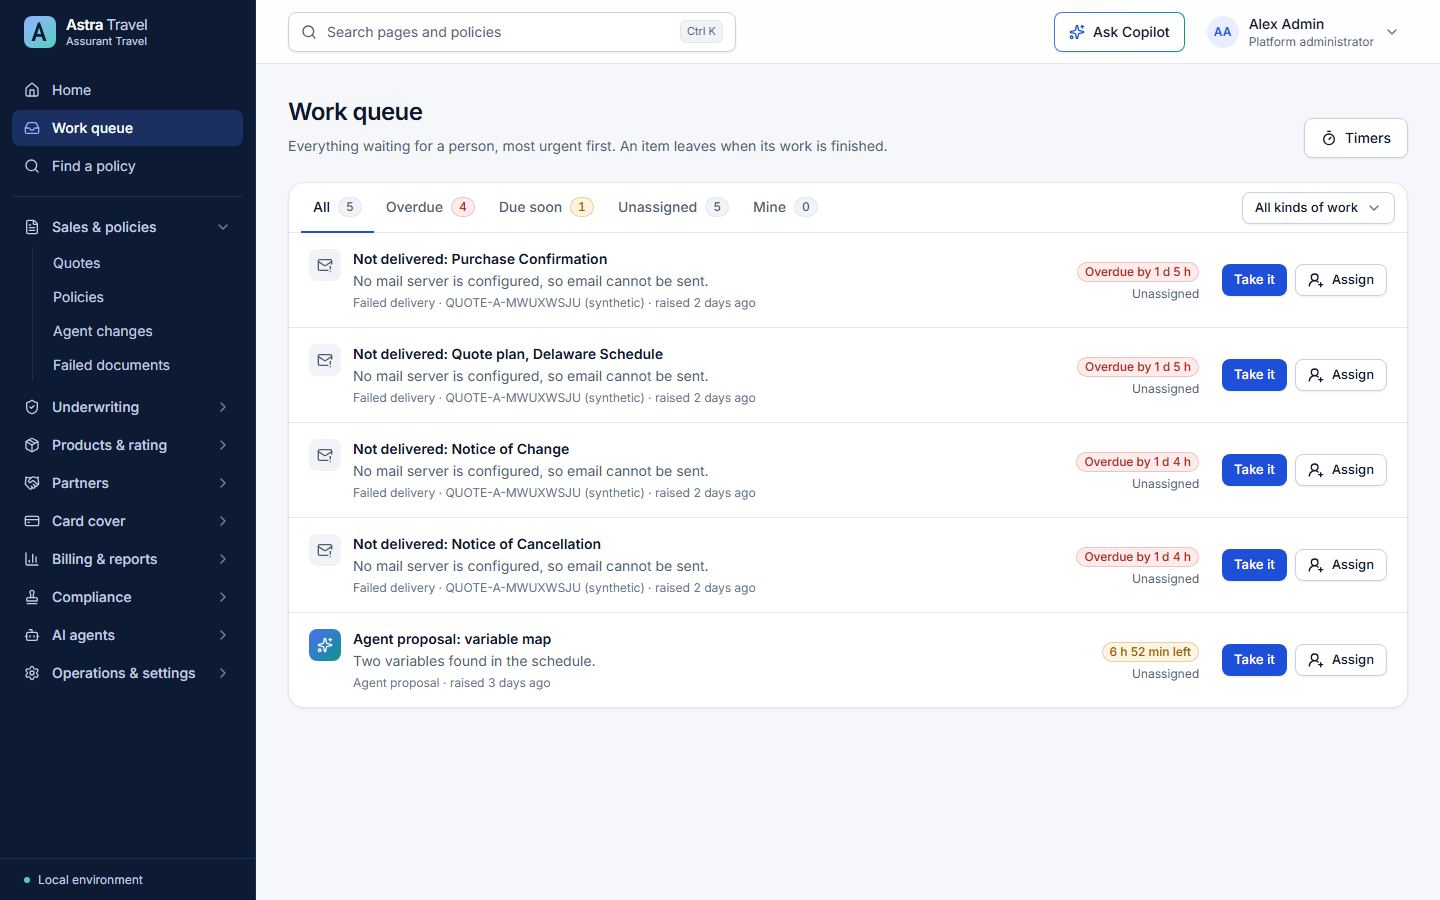 Astra Travel
Assurant Travel
Search pages and policies
Ctrl K
Ask Copilot
AA
Alex Admin
Platform administrator
Home
Work queue
Find a policy
Sales & policies
Quotes
Policies
Agent changes
Failed documents
Underwriting
Products & rating
Partners
Card cover
Billing & reports
Compliance
AI agents
Operations & settings
Local environment
Work queue
Everything waiting for a person, most urgent first. An item leaves when its work is finished.
Timers
All 5 Overdue 4 Due soon 1 Unassigned 5 Mine 0
All kinds of work
Not delivered: Purchase Confirmation
No mail server is configured, so email cannot be sent.
Failed delivery · QUOTE-A-MWUXWSJU (synthetic) · raised 2 days ago
Overdue by 1 d 5 h
Unassigned
Take it
Assign
Not delivered: Quote plan, Delaware Schedule
No mail server is configured, so email cannot be sent.
Failed delivery · QUOTE-A-MWUXWSJU (synthetic) · raised 2 days ago
Overdue by 1 d 5 h
Unassigned
Take it
Assign
Not delivered: Notice of Change
No mail server is configured, so email cannot be sent.
Failed delivery · QUOTE-A-MWUXWSJU (synthetic) · raised 2 days ago
Overdue by 1 d 4 h
Unassigned
Take it
Assign
Not delivered: Notice of Cancellation
No mail server is configured, so email cannot be sent.
Failed delivery · QUOTE-A-MWUXWSJU (synthetic) · raised 2 days ago
Overdue by 1 d 4 h
Unassigned
Take it
Assign
Agent proposal: variable map
Two variables found in the schedule.
Agent proposal · raised 3 days ago
6 h 52 min left
Unassigned
Take it
Assign